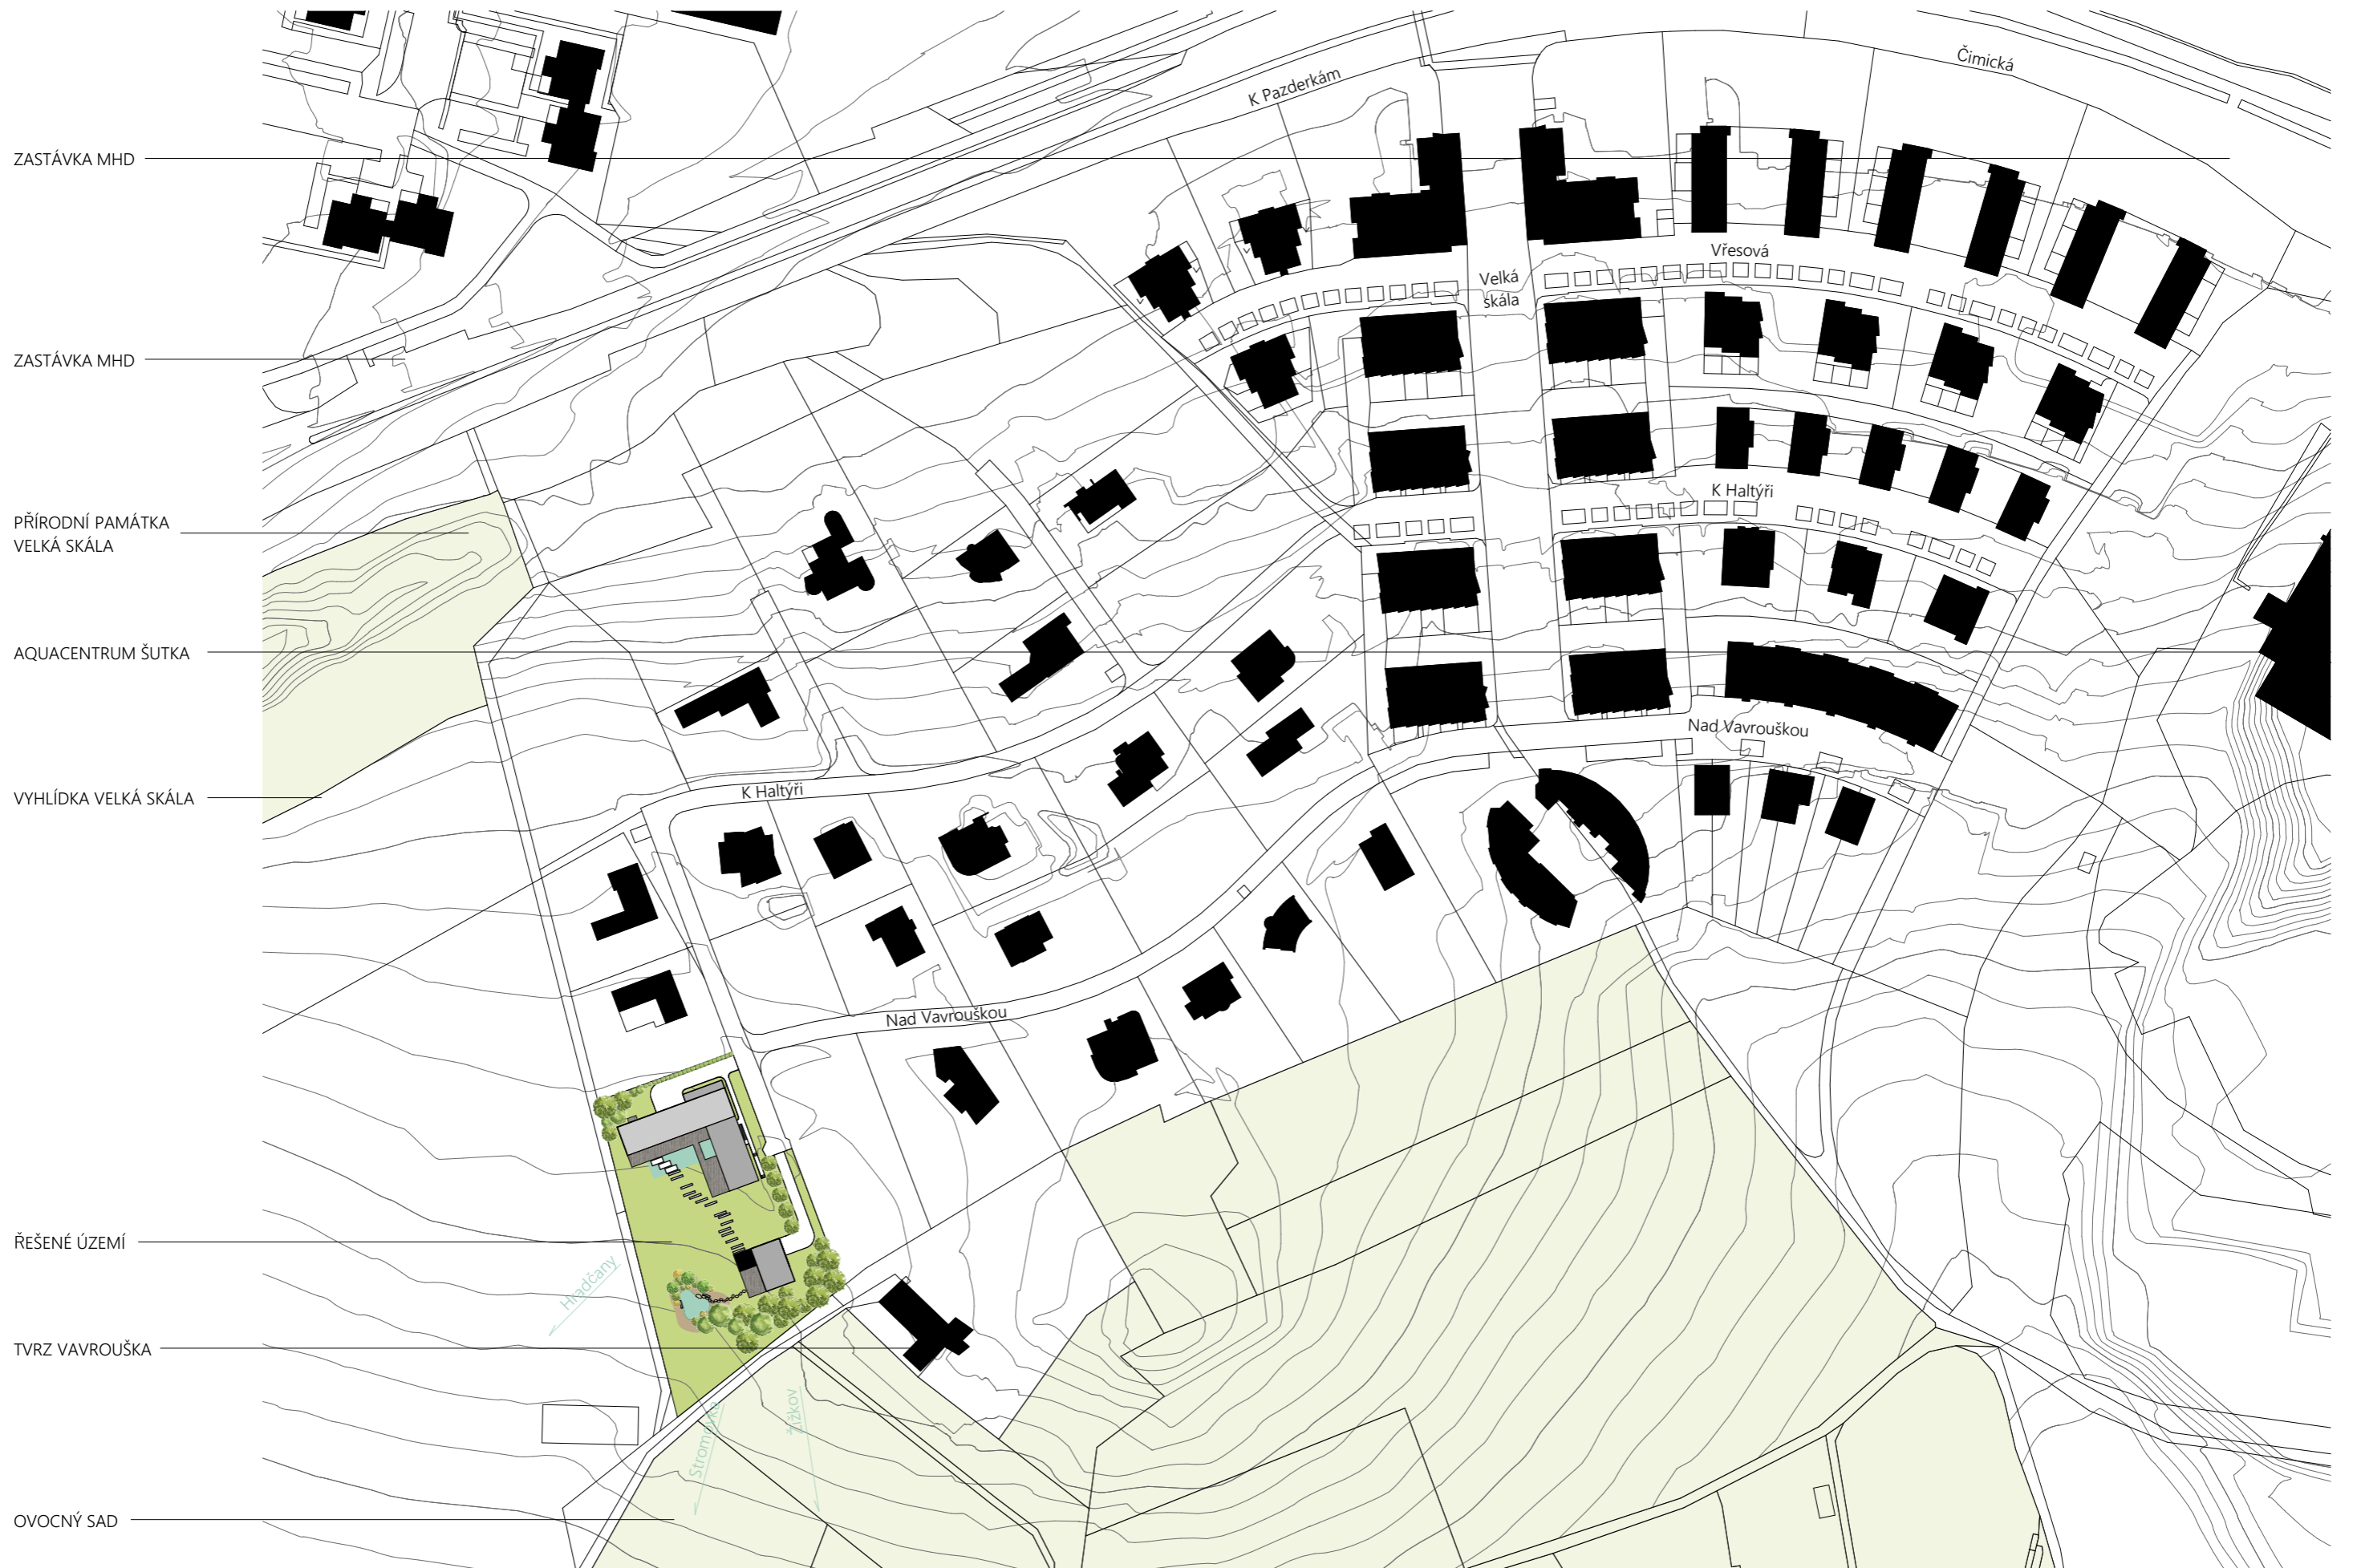 Čimická
K Pazderkám
ZASTÁVKA MHD
Vřesová
Velká
skála
ZASTÁVKA MHD
K Haltýři
PŘÍRODNÍ PAMÁTKA
VELKÁ SKÁLA
AQUACENTRUM ŠUTKA
Nad Vavrouškou
K Haltýři
VYHLÍDKA VELKÁ SKÁLA
Nad Vavrouškou
ŘEŠENÉ ÚZEMÍ
Hradčany
TVRZ VAVROUŠKA
Žižkov
Stromovka
OVOCNÝ SAD